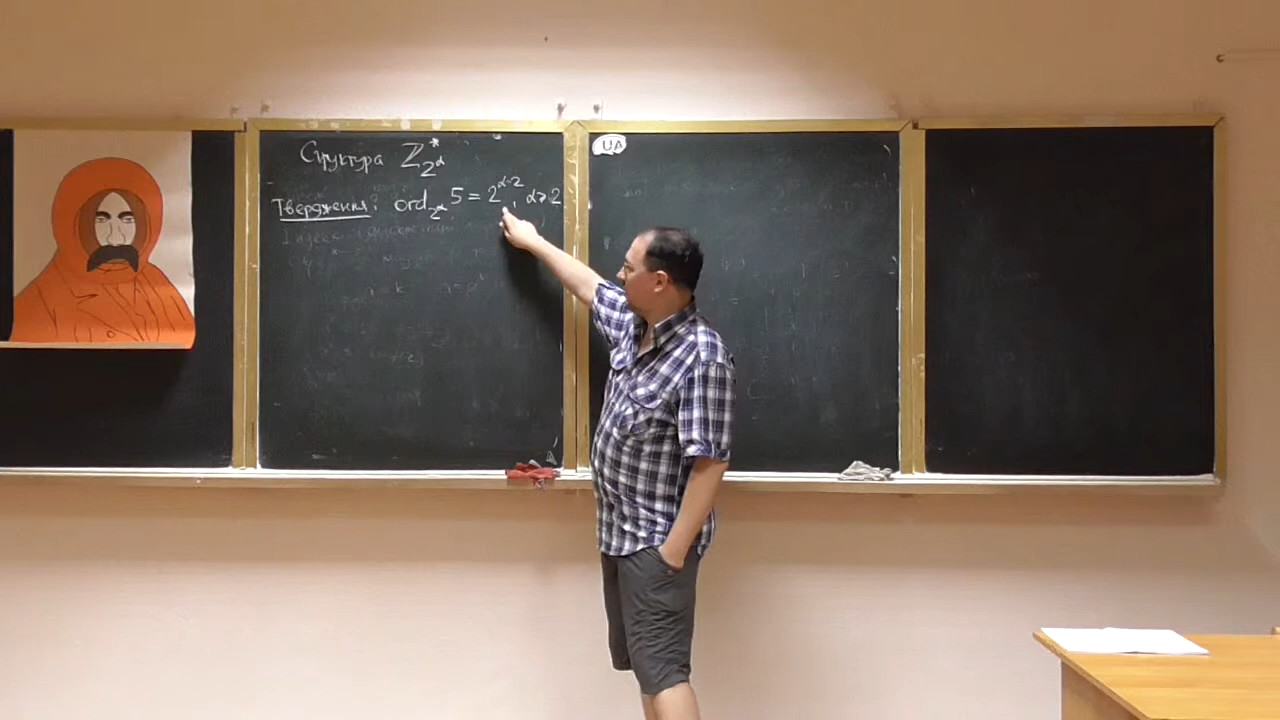 Структура ℤ*_{2^α}
Твердження: ord_{2^α} 5 = 2^{α-2}, α ≥ 2
UA